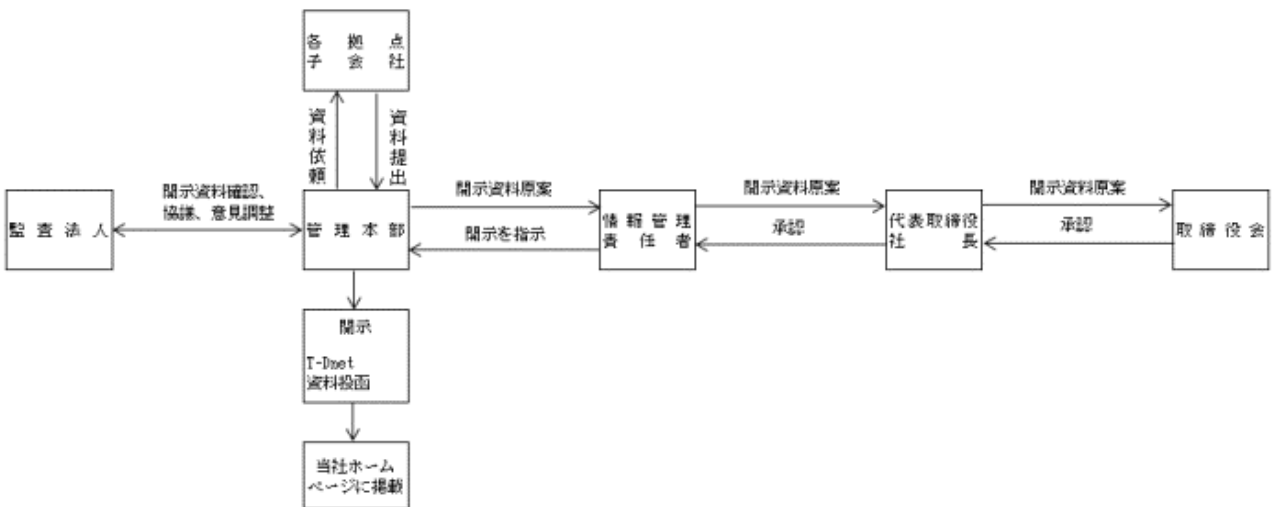 各拠点
子会社
資料依頼
資料提出
開示資料確認、
協議、意見調整
開示資料原案
開示を指示
開示資料原案
承認
開示資料原案
承認
監査法人
管理本部
情報管理
責任者
代表取締役
社長
取締役会
開示
T-Dnet
資料投函
当社ホーム
ページに掲載